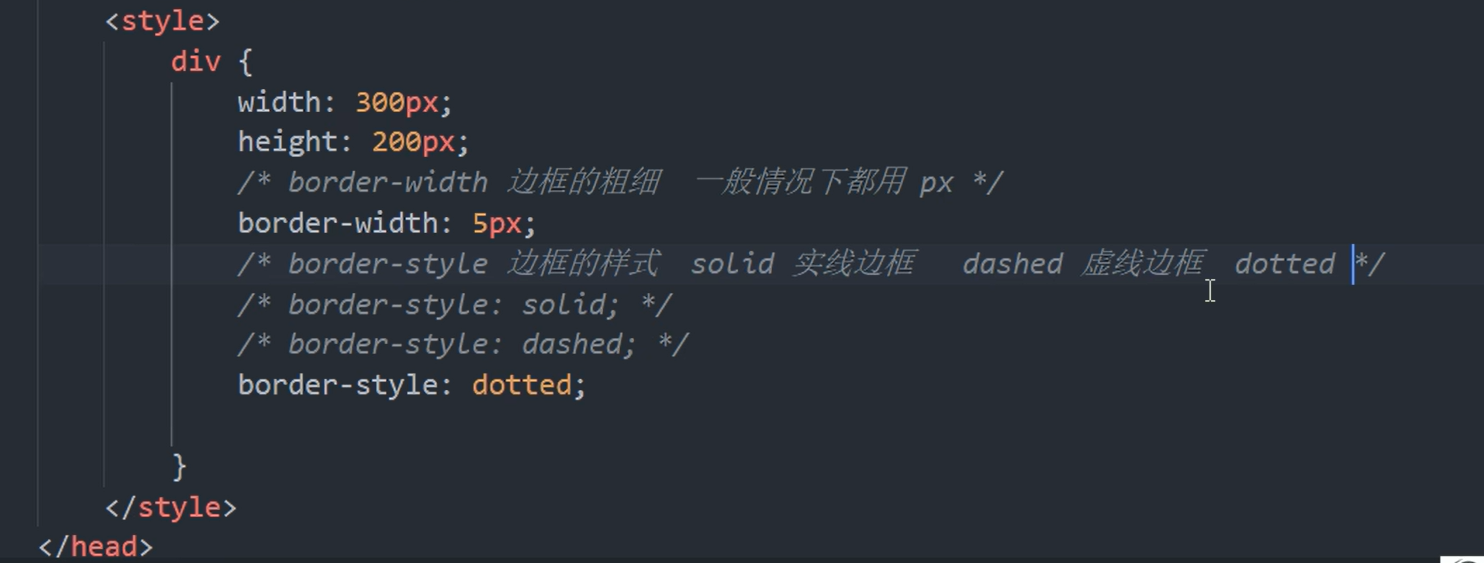 <style>
div {
width: 300px;
height: 200px;
/* border-width 边框的粗细 一般情况下都用 px */
border-width: 5px;
/* border-style 边框的样式 solid 实线边框 dashed 虚线边框 dotted */
/* border-style: solid; */
/* border-style: dashed; */
border-style: dotted;
}
</style>
</head>